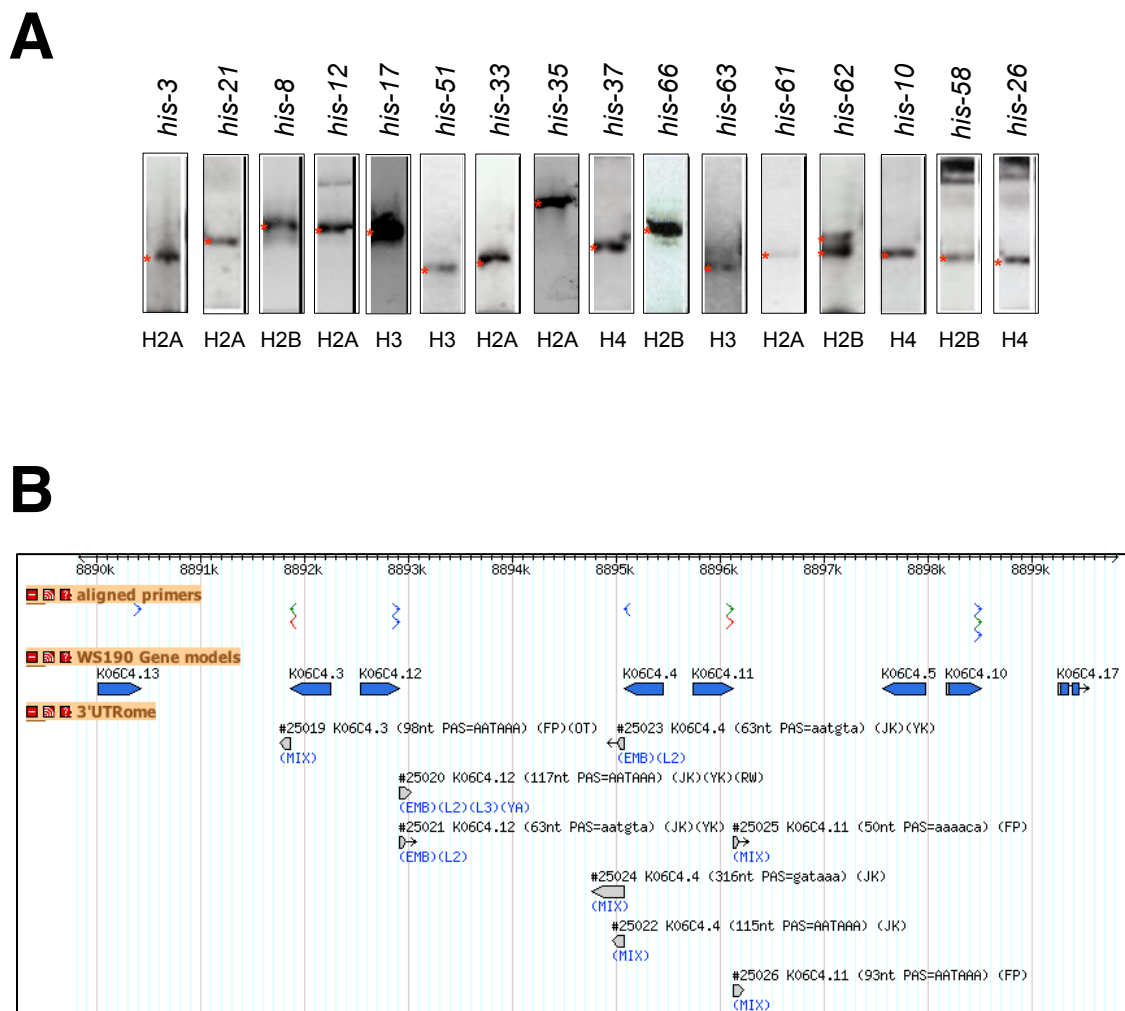 A
his-3 his-21 his-8 his-12 his-17 his-51 his-33 his-35 his-37 his-66 his-63 his-61 his-62 his-10 his-58 his-26
H2A H2A H2B H2A H3 H3 H2A H2A H4 H2B H3 H2A H2B H4 H2B H4
B
8890k 8891k 8892k 8893k 8894k 8895k 8896k 8897k 8898k 8899k
aligned primers
WS190 Gene models
K06C4.13 K06C4.3 K06C4.12 K06C4.4 K06C4.11 K06C4.5 K06C4.10 K06C4.17
3'UTRome
#25019 K06C4.3 (98nt PAS=AATAAA) (FP)(OT) #25023 K06C4.4 (63nt PAS=aatgta) (JK)(YK)
(MIX) (EMB)(L2)
#25020 K06C4.12 (117nt PAS=AATAAA) (JK)(YK)(RW)
(EMB)(L2)(L3)(YA)
#25021 K06C4.12 (63nt PAS=aatgta) (JK)(YK) #25025 K06C4.11 (50nt PAS=aaaaca) (FP)
(EMB)(L2) (MIX)
#25024 K06C4.4 (316nt PAS=gataaa) (JK)
(MIX)
#25022 K06C4.4 (115nt PAS=AATAAA) (JK)
(MIX)
#25026 K06C4.11 (93nt PAS=AATAAA) (FP)
(MIX)